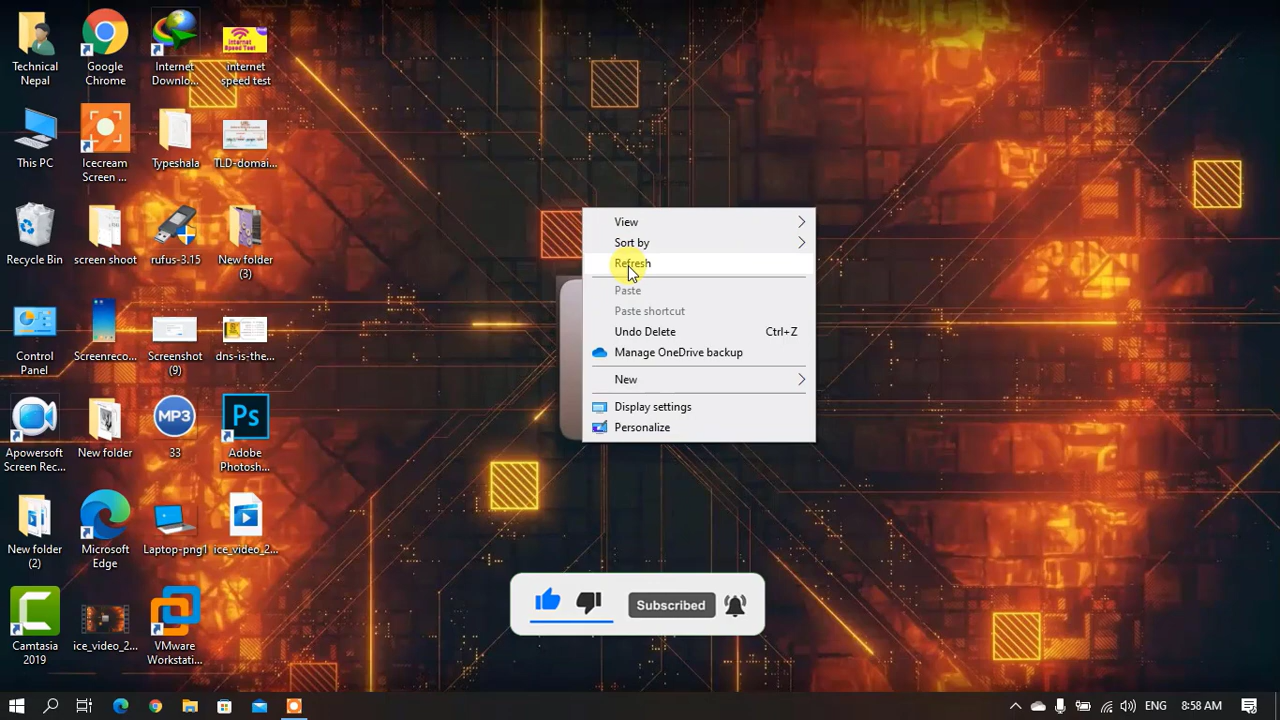 Technical
Nepal
Google
Chrome
Internet
Downlo...
internet
speed test
This PC
Icecream
Screen ...
Typeshala
TLD-domai...
Recycle Bin
screen shoot
rufus-3.15
New folder
(3)
Control
Panel
Screenreco...
Screenshot
(9)
dns-is-the...
Apowersoft
Screen Rec...
New folder
MP3
33
Ps
Adobe
Photosh...
New folder
(2)
Microsoft
Edge
Laptop-png1
ice_video_2...
Camtasia
2019
ice_video_2...
VMware
Workstati...
View
Sort by
Refresh
Paste
Paste shortcut
Undo Delete Ctrl+Z
Manage OneDrive backup
New
Display settings
Personalize
Subscribed
ENG 8:58 AM